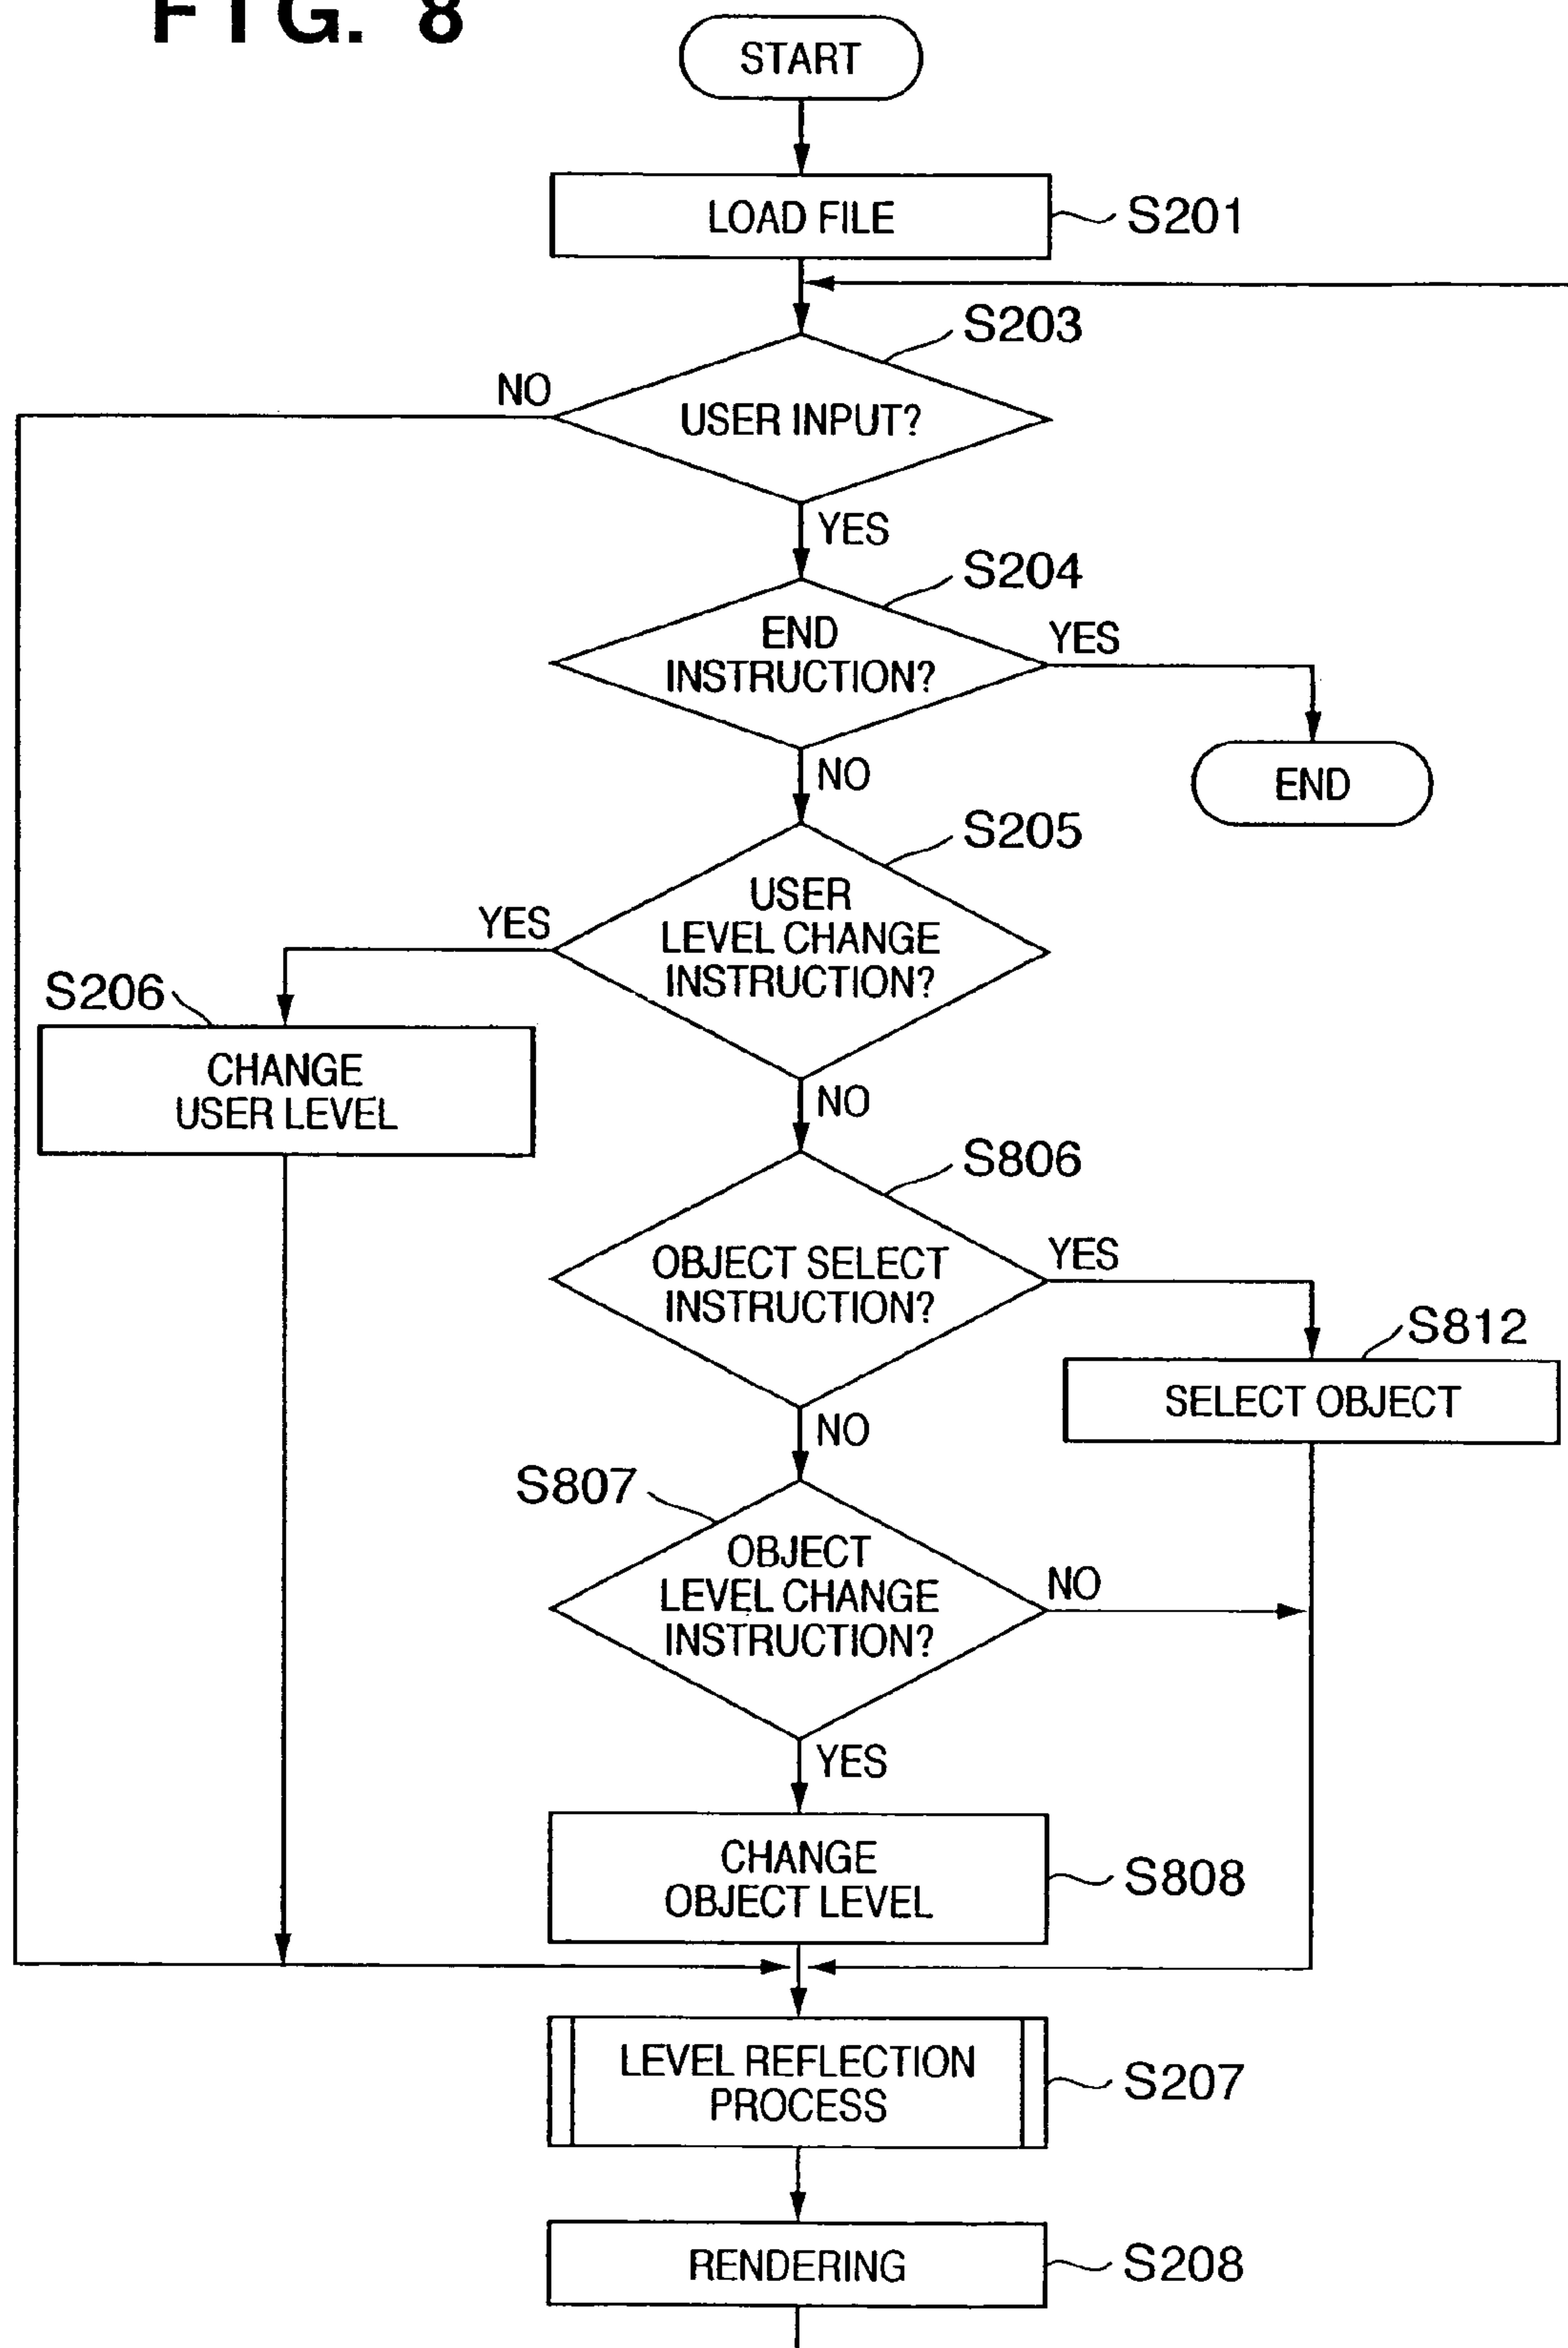 FIG. 8
START
LOAD FILE
S201
S203
NO
USER INPUT?
YES
S204
END
INSTRUCTION?
YES
NO
END
S205
USER
LEVEL CHANGE
INSTRUCTION?
YES
S206
CHANGE
USER LEVEL
NO
S806
OBJECT SELECT
INSTRUCTION?
YES
S812
SELECT OBJECT
NO
S807
OBJECT
LEVEL CHANGE
INSTRUCTION?
NO
YES
CHANGE
OBJECT LEVEL
S808
LEVEL REFLECTION
PROCESS
S207
RENDERING
S208